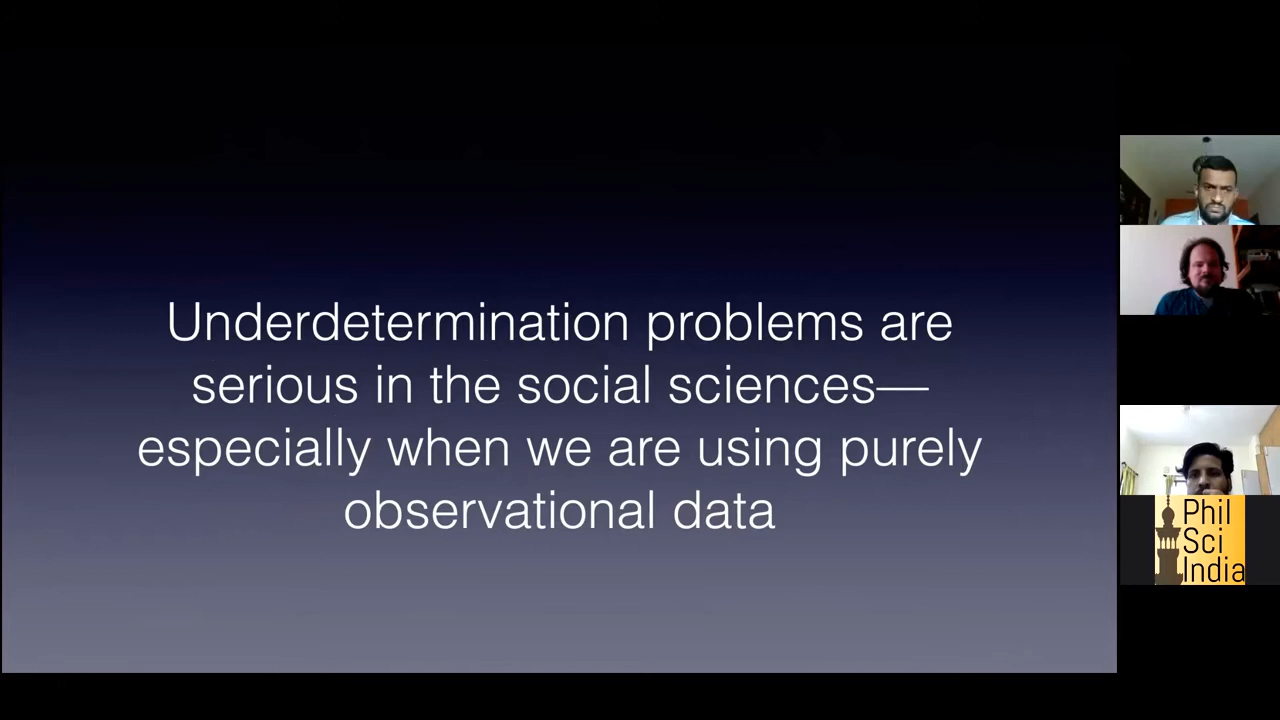 Underdetermination problems are
serious in the social sciences—
especially when we are using purely
observational data
Phil
Sci
India